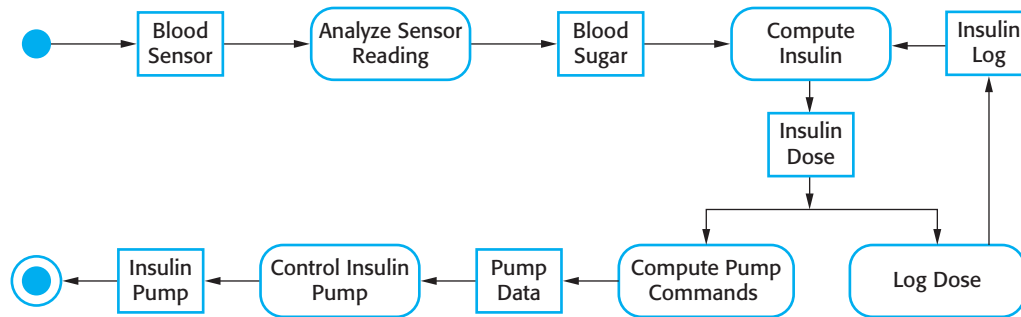 Blood
Sensor
Analyze Sensor
Reading
Blood
Sugar
Compute
Insulin
Insulin
Log
Insulin
Dose
Insulin
Pump
Control Insulin
Pump
Pump
Data
Compute Pump
Commands
Log Dose